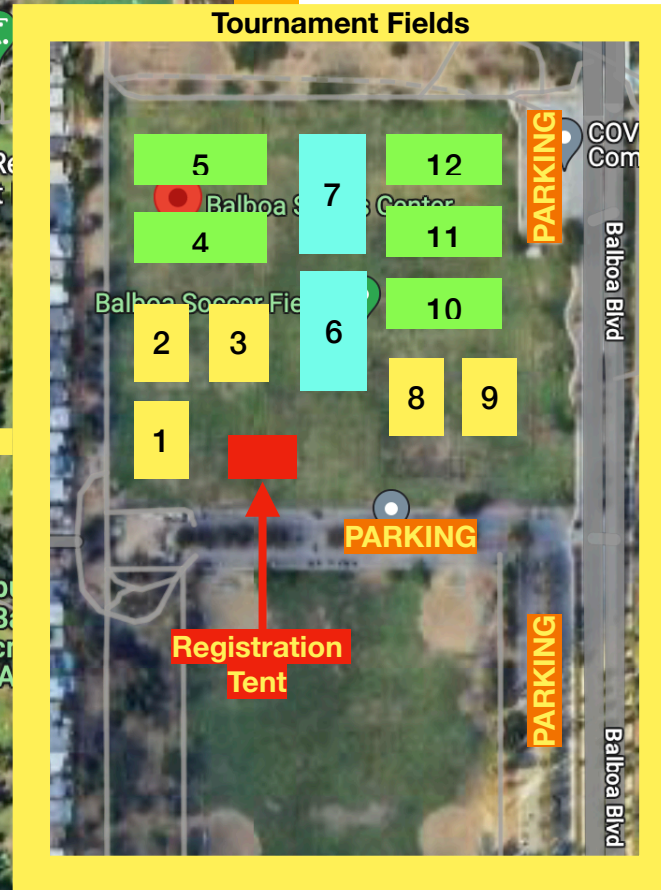 Tournament Fields
COV
Com
PARKING
5
7
12
Balboa S s Center
4
11
Balboa Blvd
Balboa Soccer Fie
10
2
3
6
8
9
1
PARKING
Registration
Tent
PARKING
Balboa Blvd